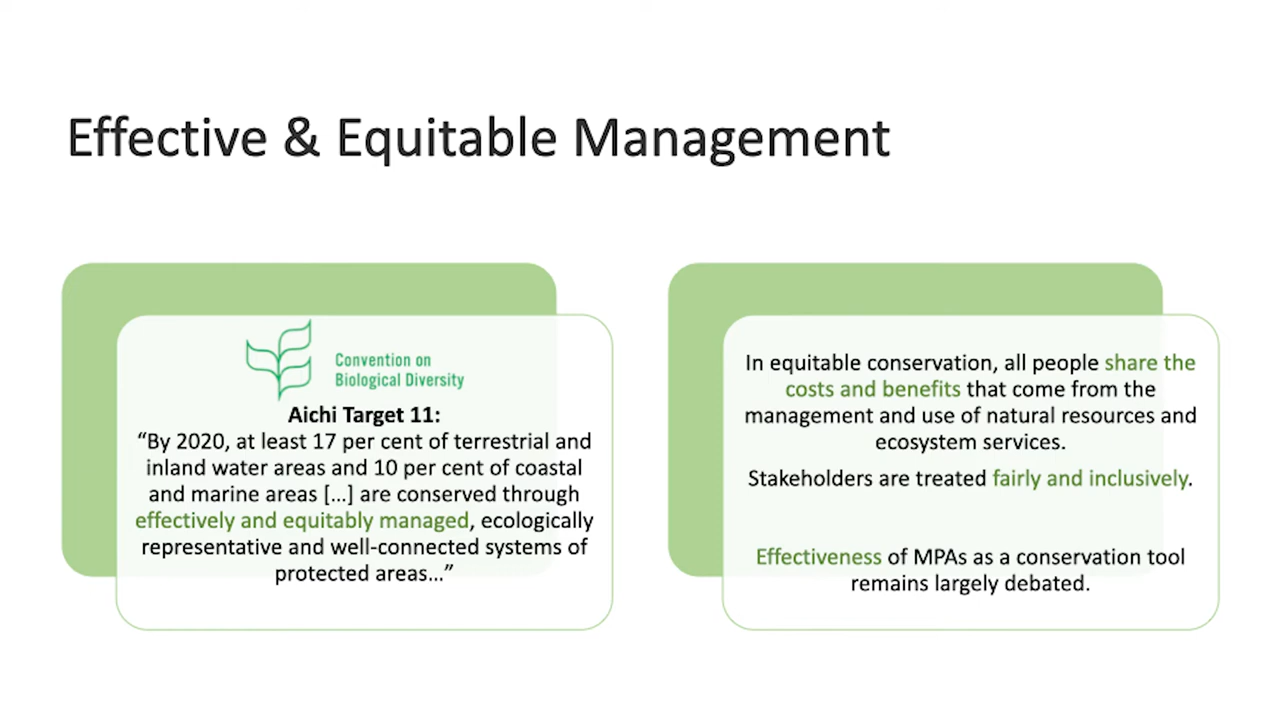 Effective & Equitable Management
Convention on
Biological Diversity
Aichi Target 11:
“By 2020, at least 17 per cent of terrestrial and
inland water areas and 10 per cent of coastal
and marine areas [...] are conserved through
effectively and equitably managed, ecologically
representative and well-connected systems of
protected areas...”
In equitable conservation, all people share the
costs and benefits that come from the
management and use of natural resources and
ecosystem services.
Stakeholders are treated fairly and inclusively.
Effectiveness of MPAs as a conservation tool
remains largely debated.